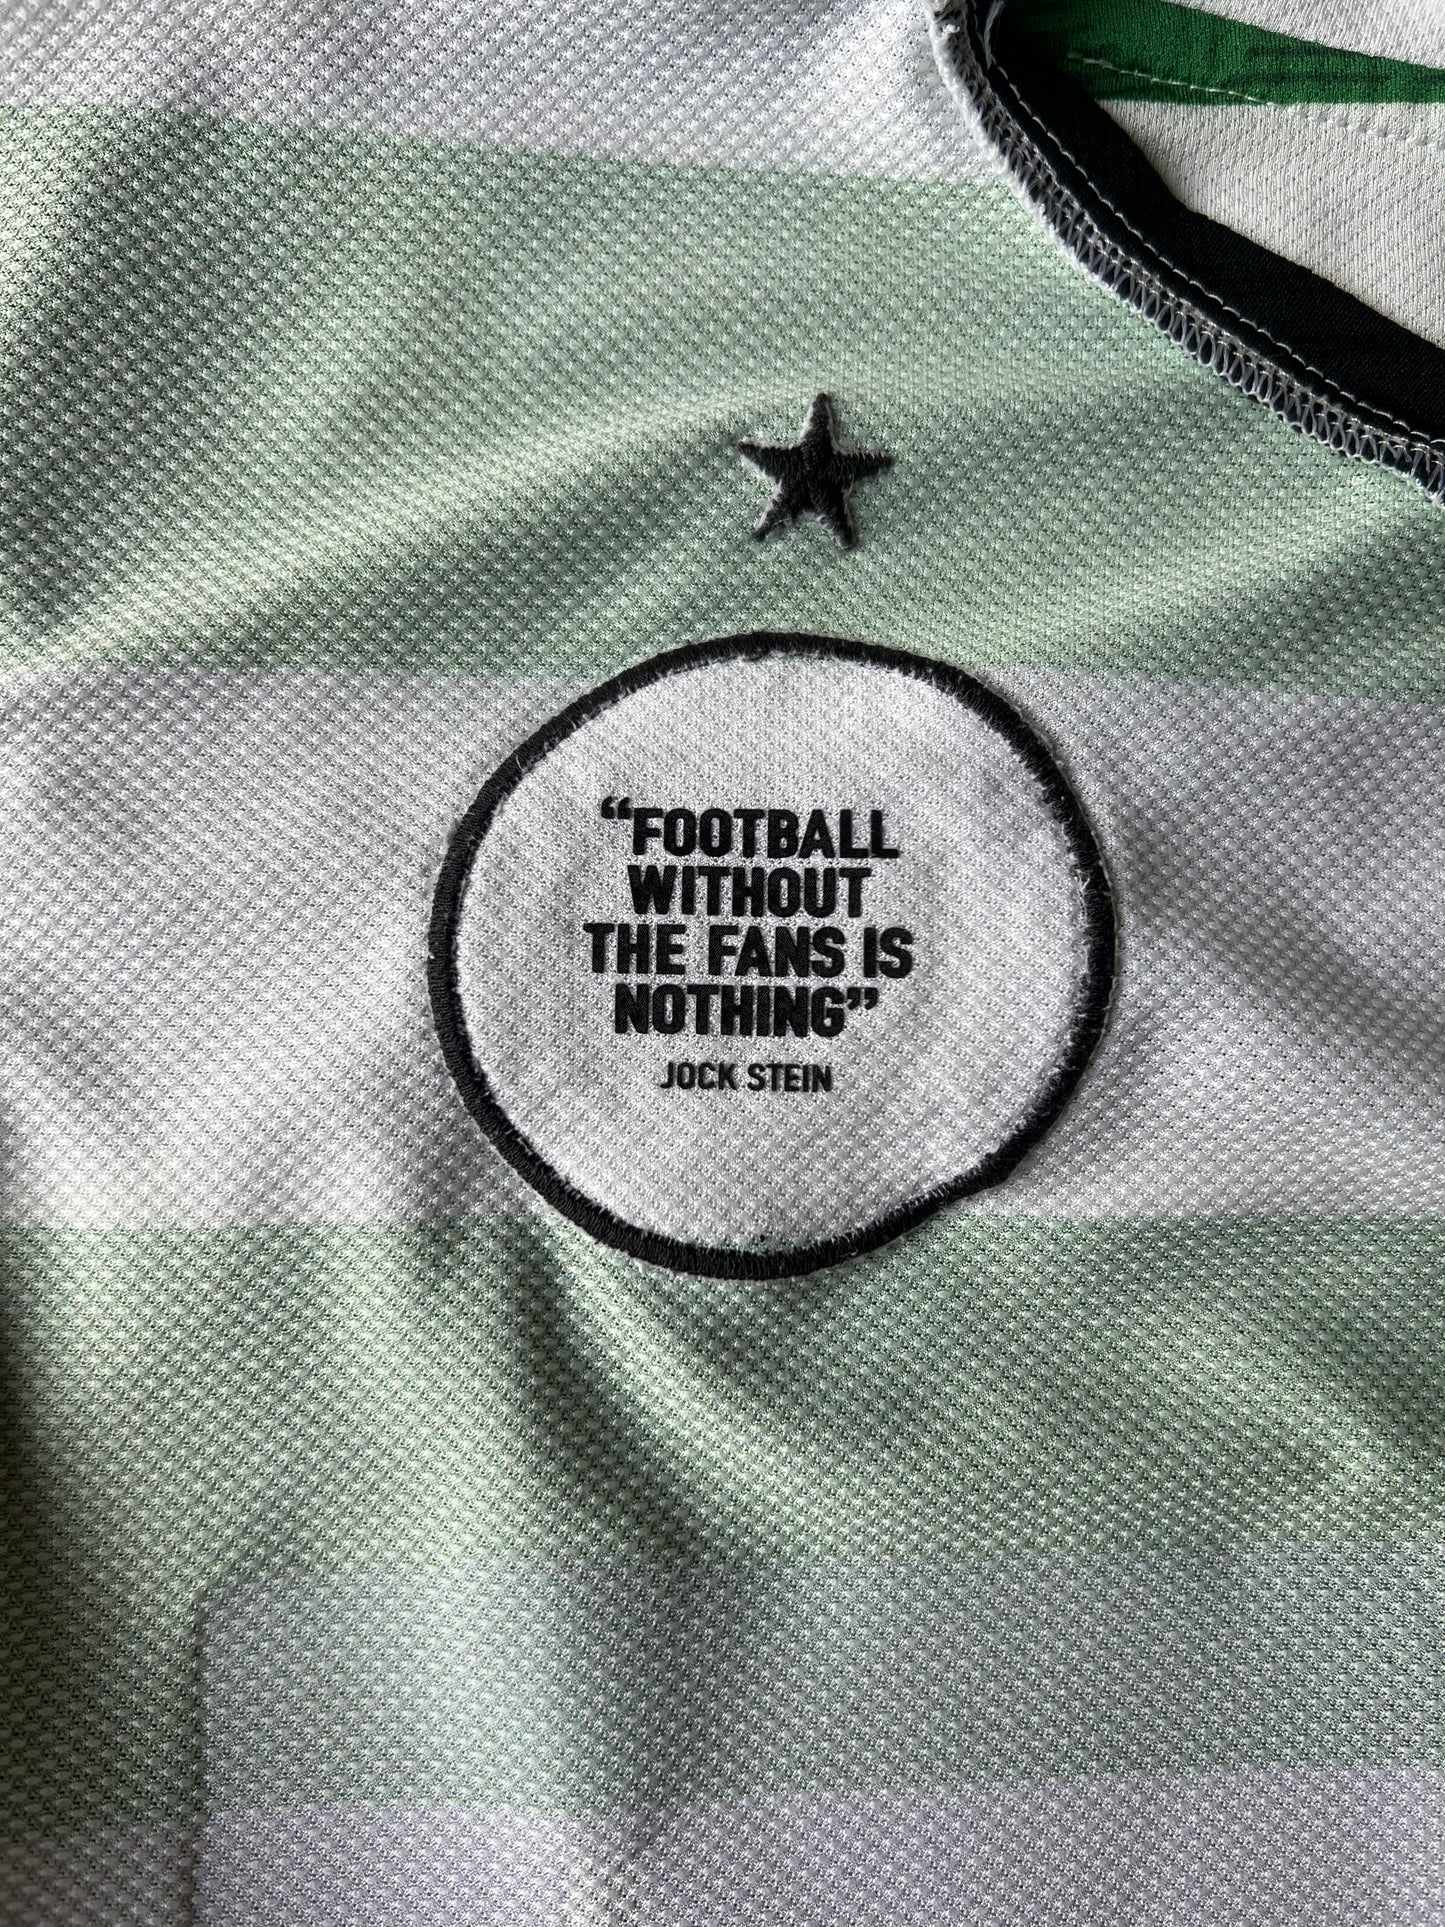 “FOOTBALL
WITHOUT
THE FANS IS
NOTHING”
JOCK STEIN